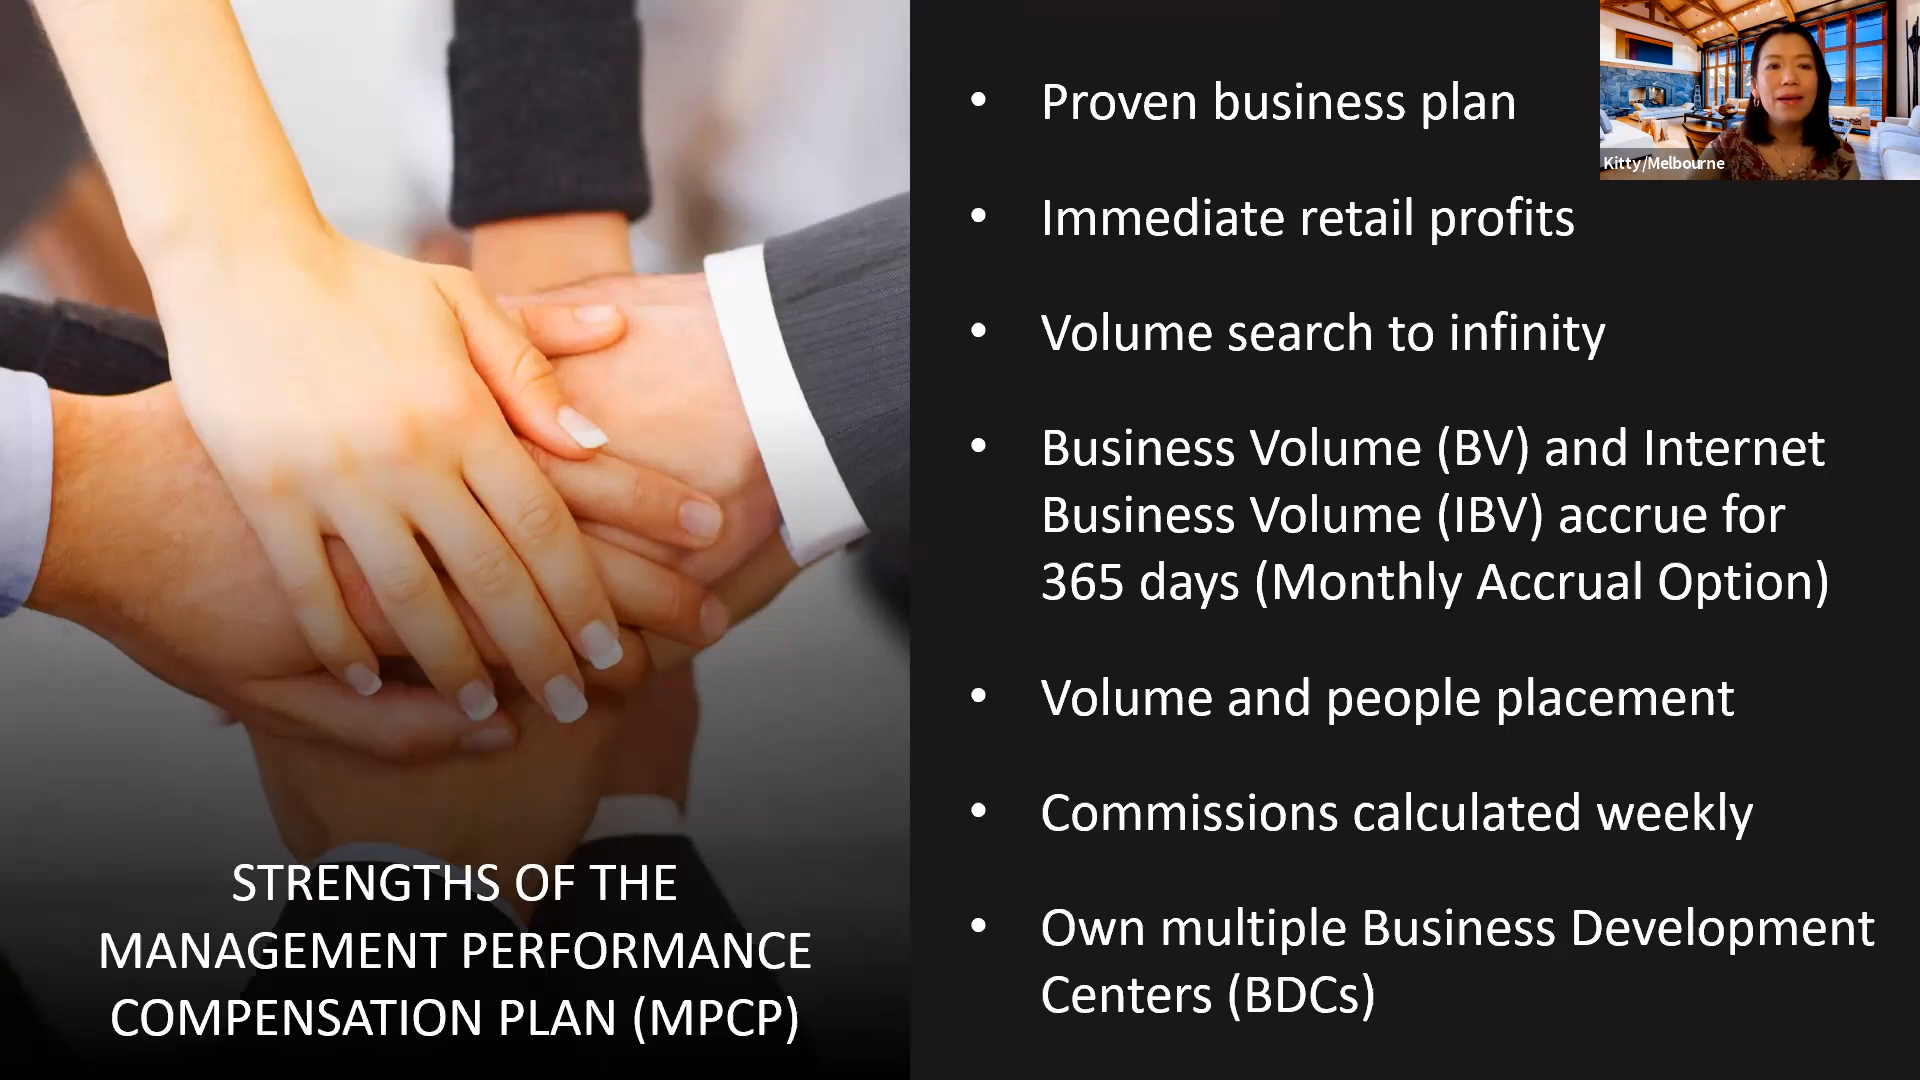 STRENGTHS OF THE
MANAGEMENT PERFORMANCE
COMPENSATION PLAN (MPCP)
• Proven business plan
• Immediate retail profits
• Volume search to infinity
• Business Volume (BV) and Internet
Business Volume (IBV) accrue for
365 days (Monthly Accrual Option)
• Volume and people placement
• Commissions calculated weekly
• Own multiple Business Development
Centers (BDCs)
Kitty/Melbourne